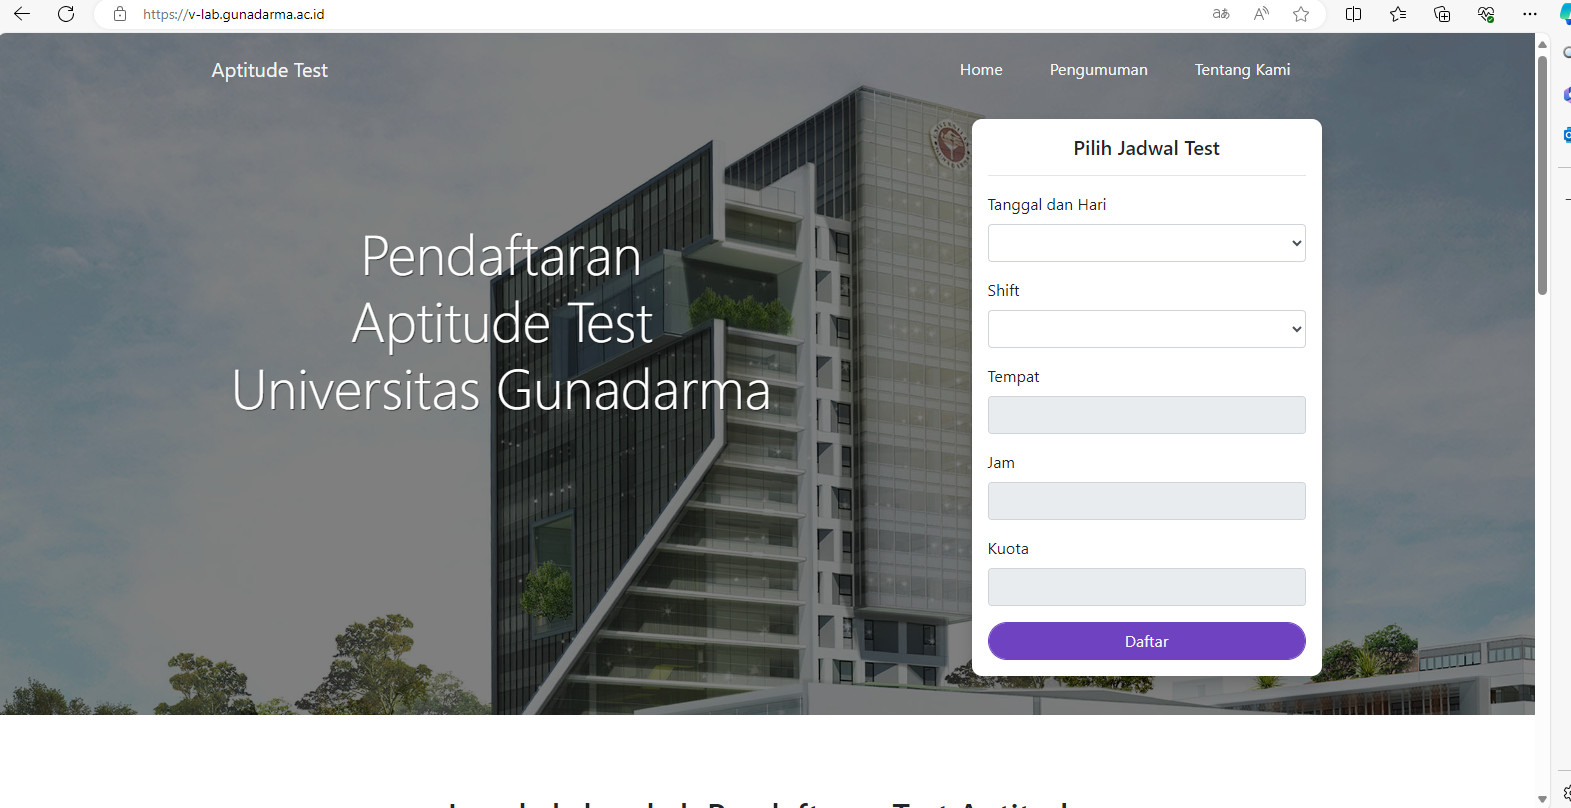 https://v-lab.gunadarma.ac.id
Aptitude Test
Home
Pengumuman
Tentang Kami
Pendaftaran
Aptitude Test
Universitas Gunadarma
Pilih Jadwal Test
Tanggal dan Hari
Shift
Tempat
Jam
Kuota
Daftar